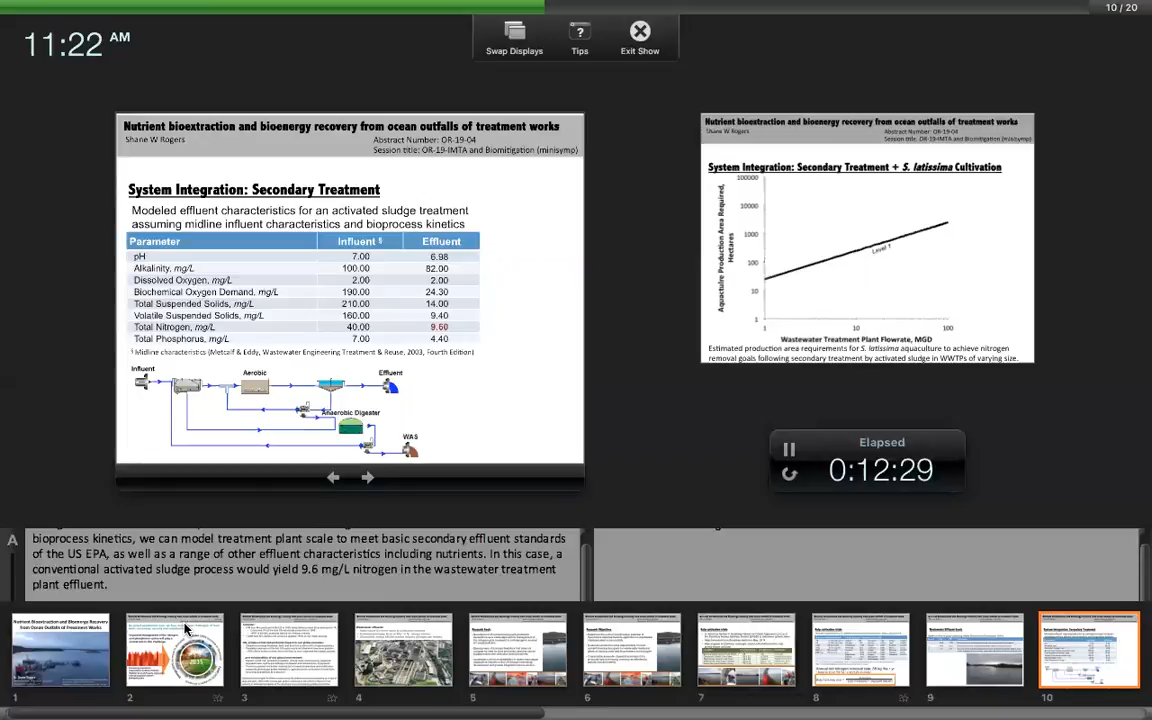 10 / 20
11:22 AM
Swap Displays
Tips
Exit Show
Nutrient bioextraction and bioenergy recovery from ocean outfalls of treatment works
Shane W Rogers
Abstract Number: OR-19-04
Session title: OR-19-IMTA and Biomitigation (minisymp)
System Integration: Secondary Treatment
Modeled effluent characteristics for an activated sludge treatment
assuming midline influent characteristics and bioprocess kinetics
Parameter Influent § Effluent
pH 7.00 6.98
Alkalinity, mg/L 100.00 82.00
Dissolved Oxygen, mg/L 2.00 2.00
Biochemical Oxygen Demand, mg/L 190.00 24.30
Total Suspended Solids, mg/L 210.00 14.00
Volatile Suspended Solids, mg/L 160.00 9.40
Total Nitrogen, mg/L 40.00 9.60
Total Phosphorus, mg/L 7.00 4.40
§ Midline characteristics (Metcalf & Eddy, Wastewater Engineering Treatment & Reuse, 2003, Fourth Edition)
Influent
Aerobic
Effluent
Anaerobic Digester
WAS
Nutrient bioextraction and bioenergy recovery from ocean outfalls of treatment works
Shane W Rogers
Abstract Number: OR-19-04
Session title: OR-19-IMTA and Biomitigation (minisymp)
System Integration: Secondary Treatment + S. latissima Cultivation
Aquaculture Production Area Required,
Hectares
100000
10000
1000
100
10
1
Level 1
1 10 100
Wastewater Treatment Plant Flowrate, MGD
Estimated production area requirements for S. latissima aquaculture to achieve nitrogen
removal goals following secondary treatment by activated sludge in WWTPs of varying size.
Elapsed
0:12:29
A
bioprocess kinetics, we can model treatment plant scale to meet basic secondary effluent standards
of the US EPA, as well as a range of other effluent characteristics including nutrients. In this case, a
conventional activated sludge process would yield 9.6 mg/L nitrogen in the wastewater treatment
plant effluent.
Nutrient Bioextraction and Bioenergy Recovery
from Ocean Outfalls of Treatment Works
1
2
3
4
5
6
7
8
9
10